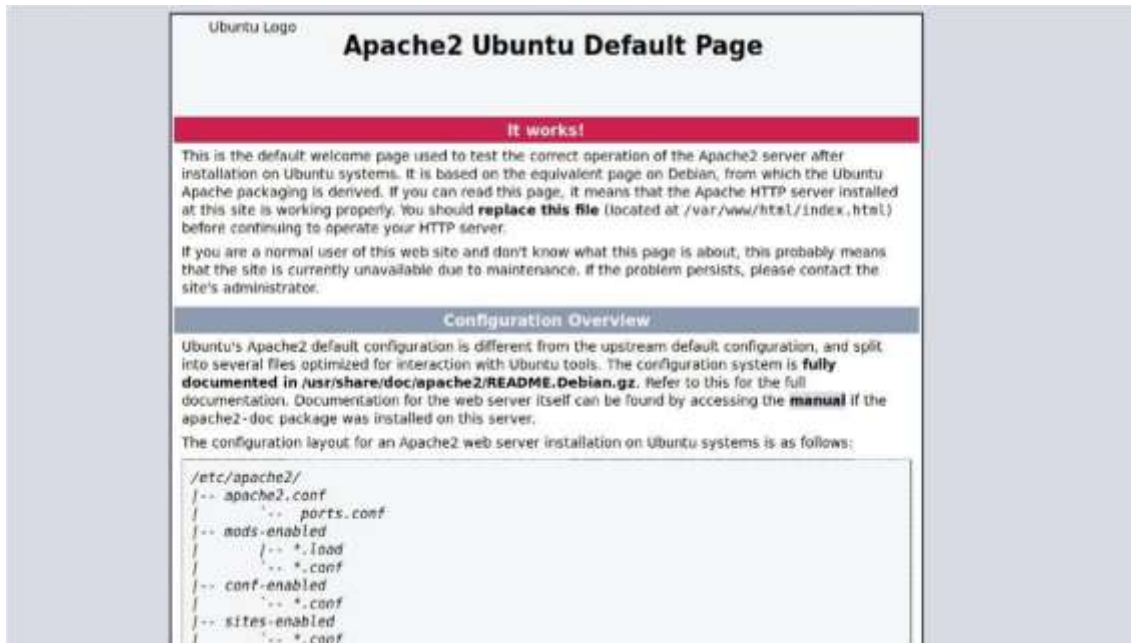 Ubuntu Logo
Apache2 Ubuntu Default Page
It works!
This is the default welcome page used to test the correct operation of the Apache2 server after
installation on Ubuntu systems. It is based on the equivalent page on Debian, from which the Ubuntu
Apache packaging is derived. If you can read this page, it means that the Apache HTTP server installed
at this site is working properly. You should replace this file (located at /var/www/html/index.html)
before continuing to operate your HTTP server.
If you are a normal user of this web site and don't know what this page is about, this probably means
that the site is currently unavailable due to maintenance. If the problem persists, please contact the
site's administrator.
Configuration Overview
Ubuntu's Apache2 default configuration is different from the upstream default configuration, and split
into several files optimized for interaction with Ubuntu tools. The configuration system is fully
documented in /usr/share/doc/apache2/README.Debian.gz. Refer to this for the full
documentation. Documentation for the web server itself can be found by accessing the manual if the
apache2-doc package was installed on this server.
The configuration layout for an Apache2 web server installation on Ubuntu systems is as follows:
/etc/apache2/
|-- apache2.conf
|       `--  ports.conf
|-- mods-enabled
|       |-- *.load
|       `-- *.conf
|-- conf-enabled
|       `-- *.conf
|-- sites-enabled
|       `-- *.conf